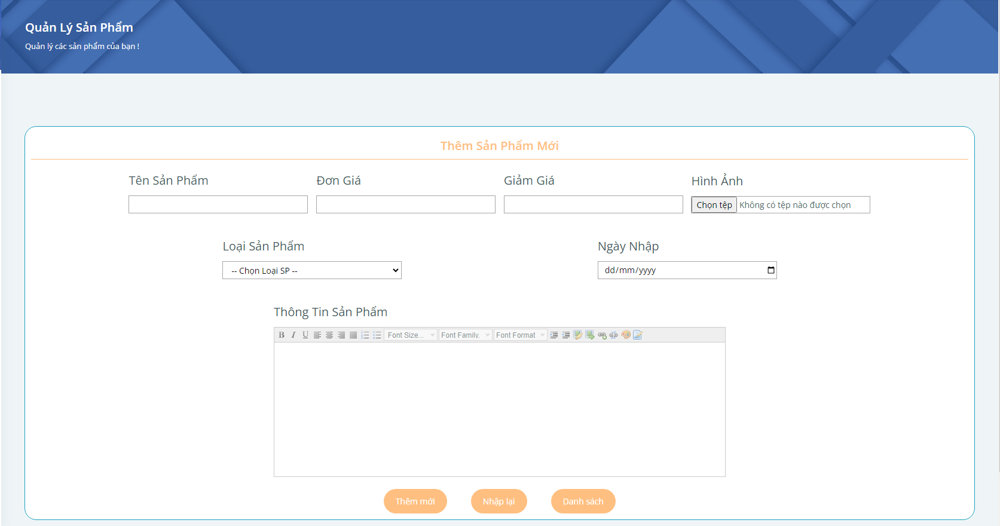 Quản Lý Sản Phẩm
Quản lý các sản phẩm của bạn !
Thêm Sản Phẩm Mới
Tên Sản Phẩm
Đơn Giá
Giảm Giá
Hình Ảnh
Chọn tệp Không có tệp nào được chọn
Loại Sản Phẩm
Ngày Nhập
-- Chọn Loại SP --
dd/mm/yyyy
Thông Tin Sản Phẩm
B I U Font Size... Font Family. Font Format
Thêm mới
Nhập lại
Danh sách